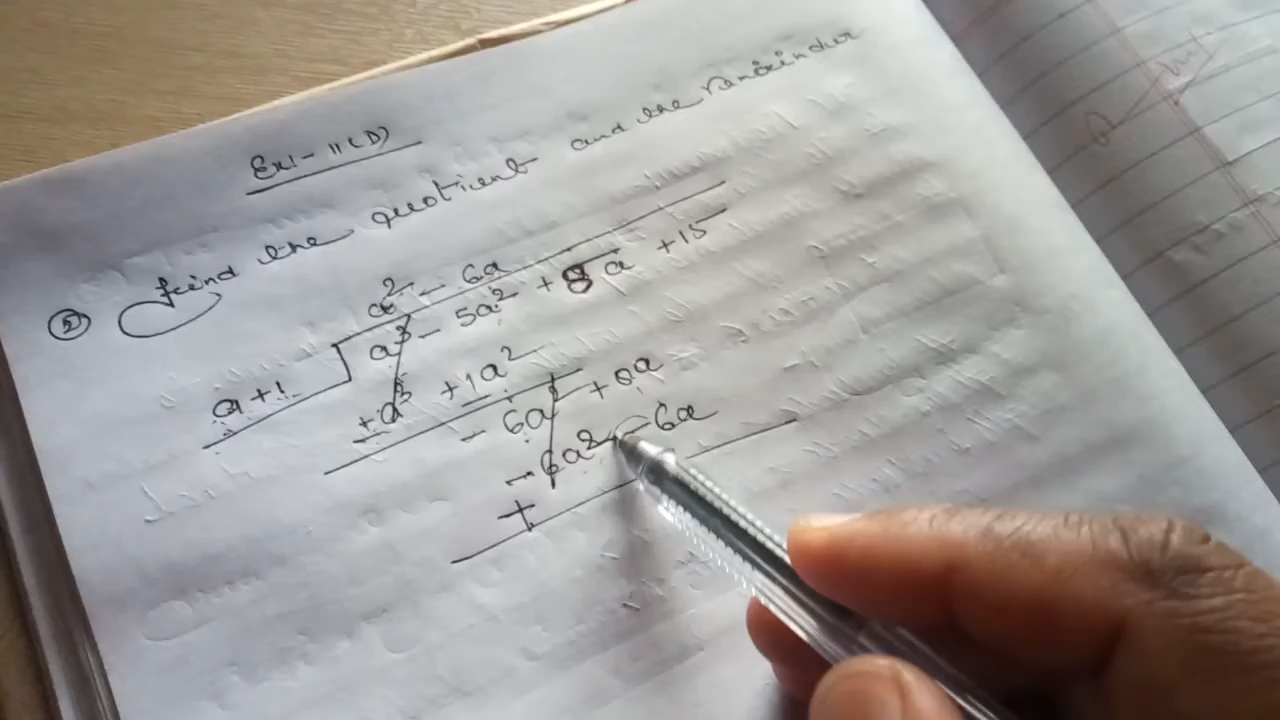 Ex:- 11(D)
② find the quotient and the remainder
a² - 6a
a+1 a³ - 5a² + 8a + 15
+a³ +1a²
- 6a² + 8a
- 6a² - 6a
+